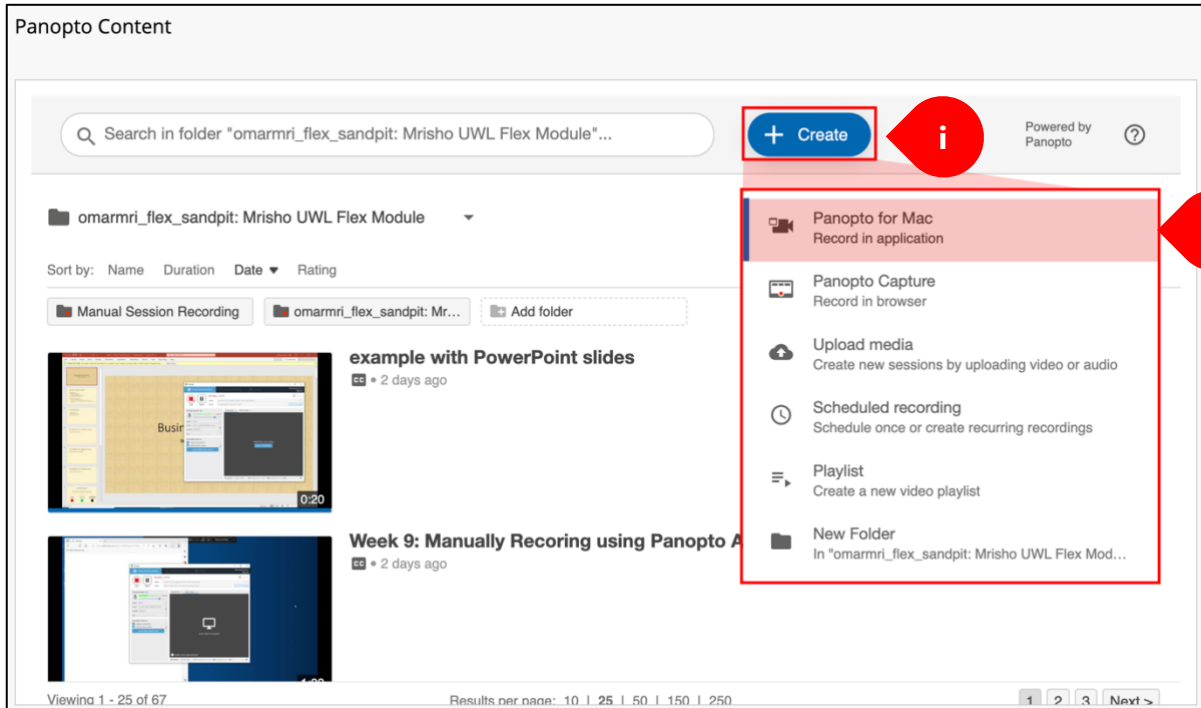 Panopto Content
Search in folder "omarmri_flex_sandpit: Mrisho UWL Flex Module"...
+ Create
i
Powered by
Panopto
?
omarmri_flex_sandpit: Mrisho UWL Flex Module
Panopto for Mac
Record in application
Sort by: Name Duration Date Rating
Panopto Capture
Record in browser
Manual Session Recording
omarmri_flex_sandpit: Mr...
Add folder
Upload media
Create new sessions by uploading video or audio
example with PowerPoint slides
CC • 2 days ago
Scheduled recording
Schedule once or create recurring recordings
Busin
0:20
Playlist
Create a new video playlist
New Folder
In "omarmri_flex_sandpit: Mrisho UWL Flex Mod...
Week 9: Manually Recoring using Panopto A
CC • 2 days ago
Viewing 1 - 25 of 67
Results per page: 10 | 25 | 50 | 150 | 250
1 2 3 Next >